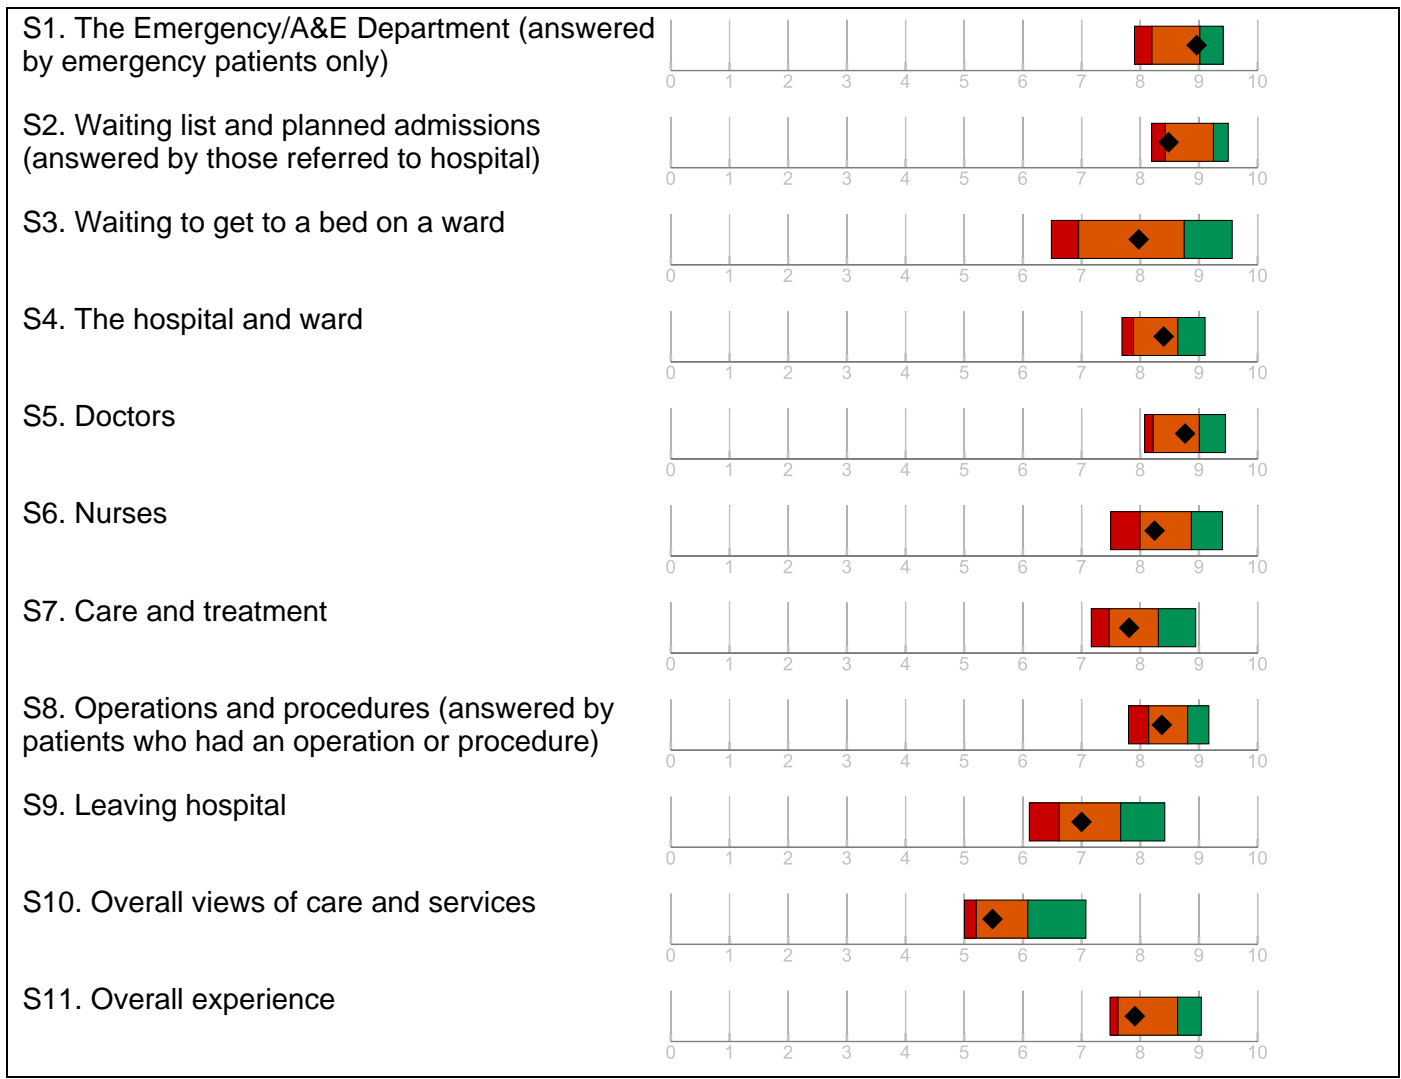 S1. The Emergency/A&E Department (answered
by emergency patients only)
0 1 2 3 4 5 6 7 8 9 10
S2. Waiting list and planned admissions
(answered by those referred to hospital)
0 1 2 3 4 5 6 7 8 9 10
S3. Waiting to get to a bed on a ward
0 1 2 3 4 5 6 7 8 9 10
S4. The hospital and ward
0 1 2 3 4 5 6 7 8 9 10
S5. Doctors
0 1 2 3 4 5 6 7 8 9 10
S6. Nurses
0 1 2 3 4 5 6 7 8 9 10
S7. Care and treatment
0 1 2 3 4 5 6 7 8 9 10
S8. Operations and procedures (answered by
patients who had an operation or procedure)
0 1 2 3 4 5 6 7 8 9 10
S9. Leaving hospital
0 1 2 3 4 5 6 7 8 9 10
S10. Overall views of care and services
0 1 2 3 4 5 6 7 8 9 10
S11. Overall experience
0 1 2 3 4 5 6 7 8 9 10